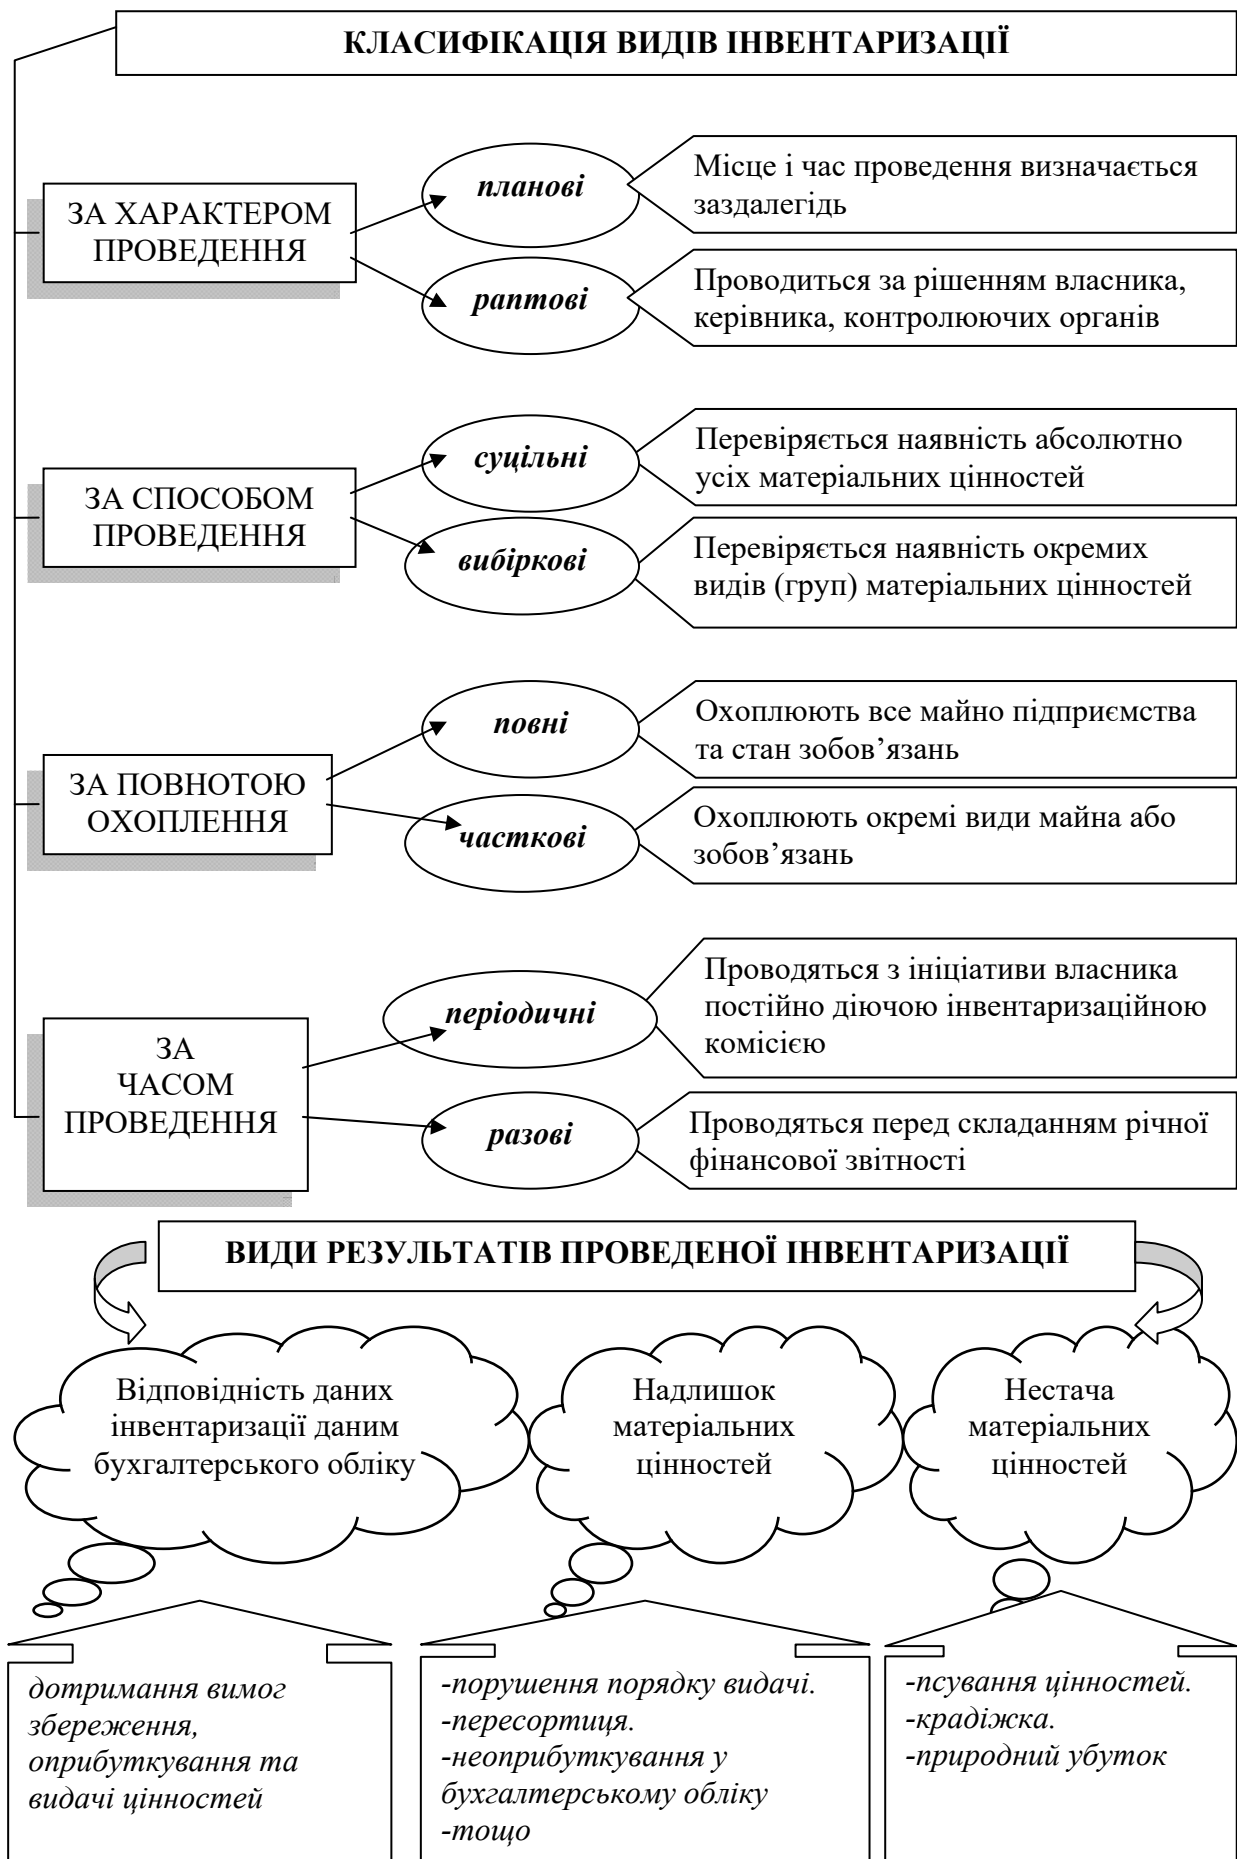 КЛАСИФІКАЦІЯ ВИДІВ ІНВЕНТАРИЗАЦІЇ
ЗА ХАРАКТЕРОМ
ПРОВЕДЕННЯ
планові
Місце і час проведення визначається
заздалегідь
раптові
Проводиться за рішенням власника,
керівника, контролюючих органів
ЗА СПОСОБОМ
ПРОВЕДЕННЯ
суцільні
Перевіряється наявність абсолютно
усіх матеріальних цінностей
вибіркові
Перевіряється наявність окремих
видів (груп) матеріальних цінностей
ЗА ПОВНОТОЮ
ОХОПЛЕННЯ
повні
Охоплюють все майно підприємства
та стан зобов’язань
часткові
Охоплюють окремі види майна або
зобов’язань
ЗА
ЧАСОМ
ПРОВЕДЕННЯ
періодичні
Проводяться з ініціативи власника
постійно діючою інвентаризаційною
комісією
разові
Проводяться перед складанням річної
фінансової звітності
ВИДИ РЕЗУЛЬТАТІВ ПРОВЕДЕНОЇ ІНВЕНТАРИЗАЦІЇ
Відповідність даних
інвентаризації даним
бухгалтерського обліку
Надлишок
матеріальних
цінностей
Нестача
матеріальних
цінностей
дотримання вимог
збереження,
оприбуткування та
видачі цінностей
-порушення порядку видачі.
-пересортиця.
-неоприбуткування у
бухгалтерському обліку
-тощо
-псування цінностей.
-крадіжка.
-природний убуток